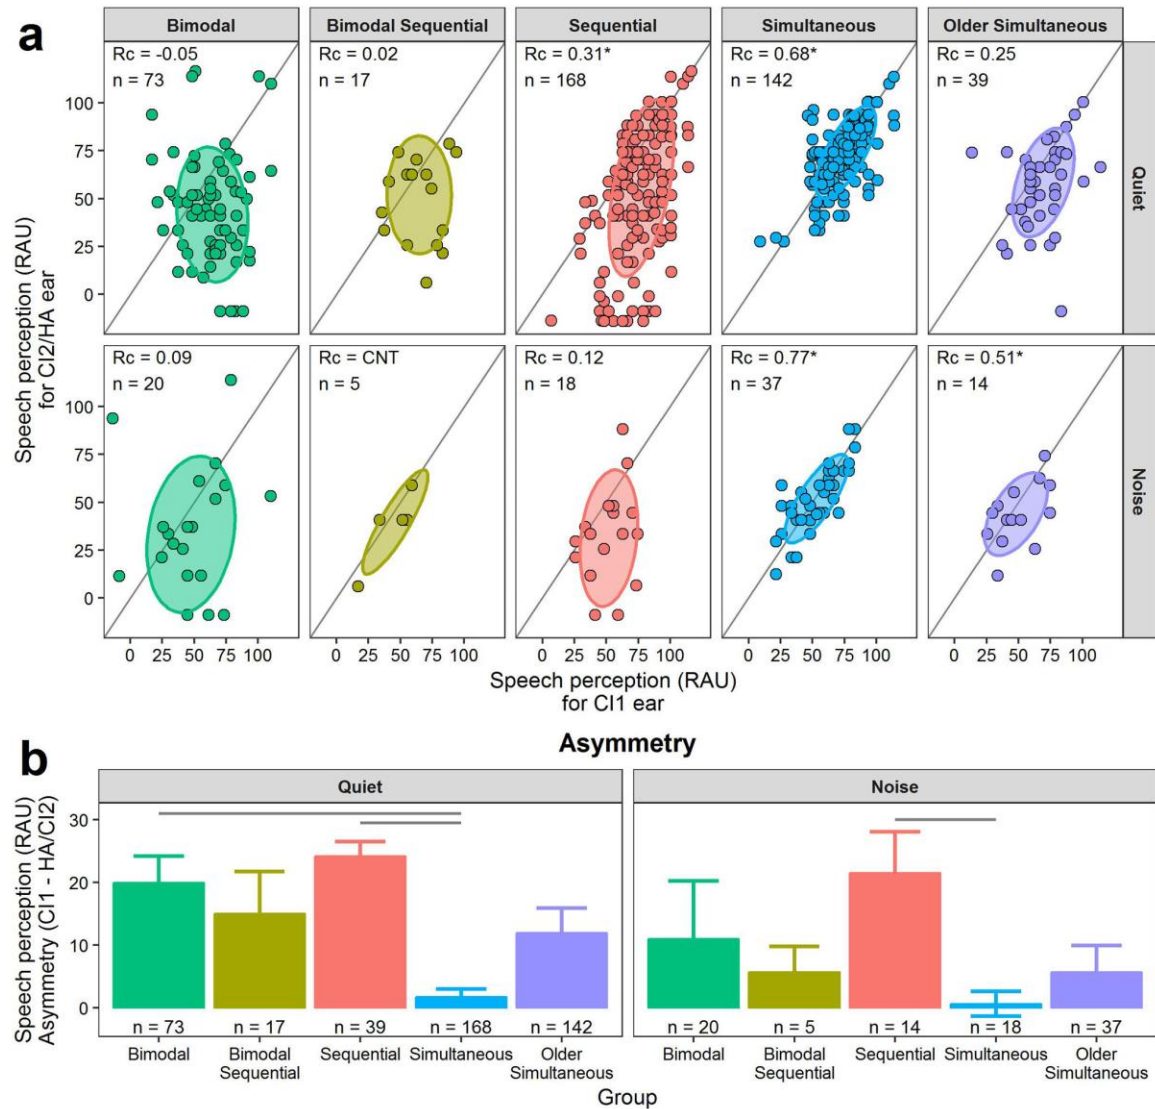 a
Bimodal
Bimodal Sequential
Sequential
Simultaneous
Older Simultaneous
Rc = -0.05
n = 73
Rc = 0.02
n = 17
Rc = 0.31*
n = 168
Rc = 0.68*
n = 142
Rc = 0.25
n = 39
100
75
50
25
0
Quiet
Speech perception (RAU)
for CI2/HA ear
Rc = 0.09
n = 20
Rc = CNT
n = 5
Rc = 0.12
n = 18
Rc = 0.77*
n = 37
Rc = 0.51*
n = 14
100
75
50
25
0
Noise
0 25 50 75 100
0 25 50 75 100
0 25 50 75 100
0 25 50 75 100
0 25 50 75 100
Speech perception (RAU)
for CI1 ear
b
Asymmetry
Quiet
Noise
Speech perception (RAU)
Asymmetry (CI1 - HA/CI2)
30
20
10
0
n = 73
n = 17
n = 39
n = 168
n = 142
n = 20
n = 5
n = 14
n = 18
n = 37
Bimodal
Bimodal
Sequential
Sequential
Simultaneous
Older
Simultaneous
Bimodal
Bimodal
Sequential
Sequential
Simultaneous
Older
Simultaneous
Group